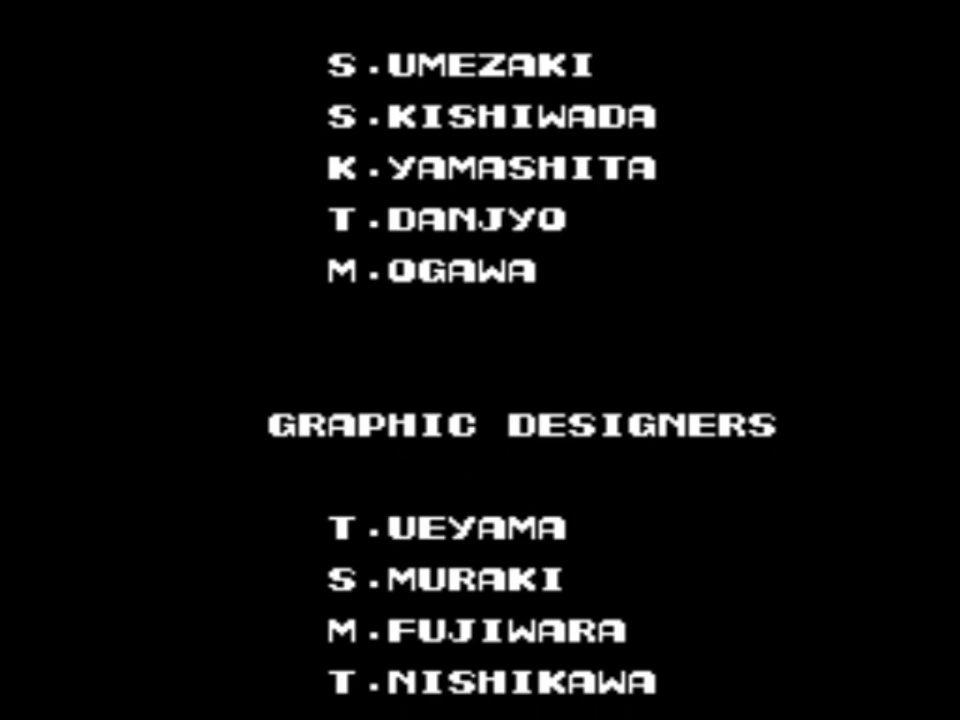 S.UMEZAKI
S.KISHIWADA
K.YAMASHITA
T.DANJYO
M.OGAWA
GRAPHIC DESIGNERS
T.UEYAMA
S.MURAKI
M.FUJIWARA
T.NISHIKAWA